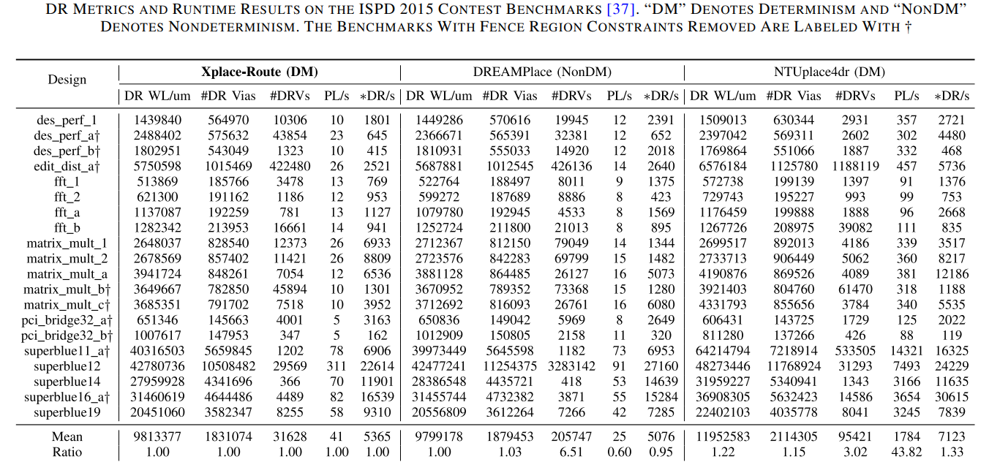 DR METRICS AND RUNTIME RESULTS ON THE ISPD 2015 CONTEST BENCHMARKS [37]. “DM” DENOTES DETERMINISM AND “NONDM”
DENOTES NONDETERMINISM. THE BENCHMARKS WITH FENCE REGION CONSTRAINTS REMOVED ARE LABELED WITH †
Design Xplace-Route (DM) DREAMPlace (NonDM) NTUplace4dr (DM)
DR WL/um #DR Vias #DRVs PL/s ∗DR/s DR WL/um #DR Vias #DRVs PL/s ∗DR/s DR WL/um #DR Vias #DRVs PL/s ∗DR/s
des_perf_1 1439840 564970 10306 10 1801 1449286 570616 19945 12 2391 1509013 630344 2931 357 2721
des_perf_a† 2488402 575632 43854 23 645 2366671 565391 32381 12 652 2397042 569311 2602 302 4480
des_perf_b† 1802951 543049 1323 10 415 1810931 555033 14920 12 2018 1769864 551066 1887 332 468
edit_dist_a† 5750598 1015469 422480 26 2521 5687881 1012545 426136 14 2640 6576184 1125780 1188119 457 5736
fft_1 513869 185766 3478 13 769 522764 188497 8011 9 1375 572738 199139 1397 91 1376
fft_2 621300 191162 1186 12 953 599272 187689 8886 8 423 729743 195227 993 99 753
fft_a 1137087 192259 781 13 1127 1079780 192945 4533 8 1569 1176459 199888 1888 96 2668
fft_b 1282342 213953 16661 14 941 1252724 211800 21013 8 895 1267726 208975 39082 111 835
matrix_mult_1 2648037 828540 12373 26 6933 2712367 812150 79049 14 1344 2699517 892013 4186 339 3517
matrix_mult_2 2678569 857402 11421 26 8809 2723576 842283 69799 15 1482 2733713 906449 5062 360 8217
matrix_mult_a 3941724 848261 7054 12 6536 3881128 864485 26127 16 5073 4190876 869526 4089 381 12186
matrix_mult_b† 3649667 782850 45894 10 1301 3670952 789352 73368 15 1280 3921403 804760 61470 318 1188
matrix_mult_c† 3685351 791702 7518 10 3952 3712692 816093 26761 16 6080 4331793 855656 3784 340 5535
pci_bridge32_a† 651346 145663 4001 5 3163 650836 149042 5969 8 2649 606431 143725 1729 125 2022
pci_bridge32_b† 1007617 147953 347 5 162 1012909 150805 2158 11 320 811280 137266 426 88 119
superblue11_a† 40316503 5659845 1202 78 6906 39973449 5645598 1182 73 6953 64214794 7218914 533505 14321 16325
superblue12 42780736 10508482 29569 311 22614 42477241 11254375 3283142 91 27160 48273446 11768924 31293 7493 24229
superblue14 27959928 4341696 366 70 11901 28386548 4435721 418 53 14639 31959227 5340941 1343 3166 11635
superblue16_a† 31460619 4644486 4489 82 16539 31455744 4732382 3871 55 15284 36908305 5632423 14586 3654 30615
superblue19 20451060 3582347 8255 58 9310 20556809 3612264 7266 42 7285 22402103 4035778 8041 3245 7839
Mean 9813377 1831074 31628 41 5365 9799178 1879453 205747 25 5076 11952583 2114305 95421 1784 7123
Ratio 1.00 1.00 1.00 1.00 1.00 1.00 1.03 6.51 0.60 0.95 1.22 1.15 3.02 43.82 1.33